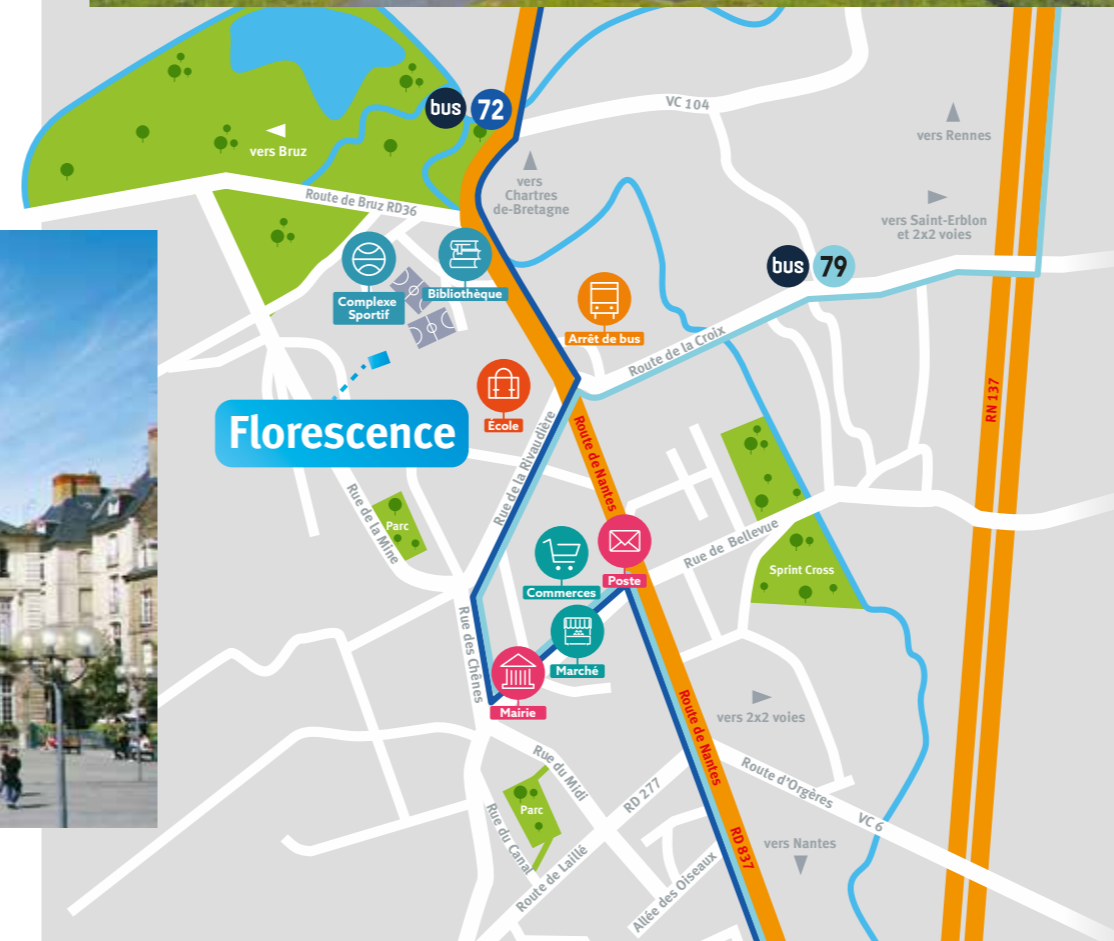 bus 72
VC 104
vers Rennes
vers Bruz
vers
Chartres
de-Bretagne
Route de Bruz RD36
vers Saint-Erblon
et 2x2 voies
bus 79
Complexe
Sportif
Bibliothèque
Arrêt de bus
Route de la Croix
RN 137
Florescence
Ecole
Rue de la Rivaudière
Route de Nantes
Rue de la Mine
Parc
Rue de Bellevue
Sprint Cross
Commerces
Poste
Rue des Chênes
Marché
Mairie
Route de Nantes
vers 2x2 voies
Rue du Midi
RD 277
Route d'Orgères
VC 6
Parc
Rue du Canal
Route de Laillé
Allée des Oiseaux
RD 837
vers Nantes